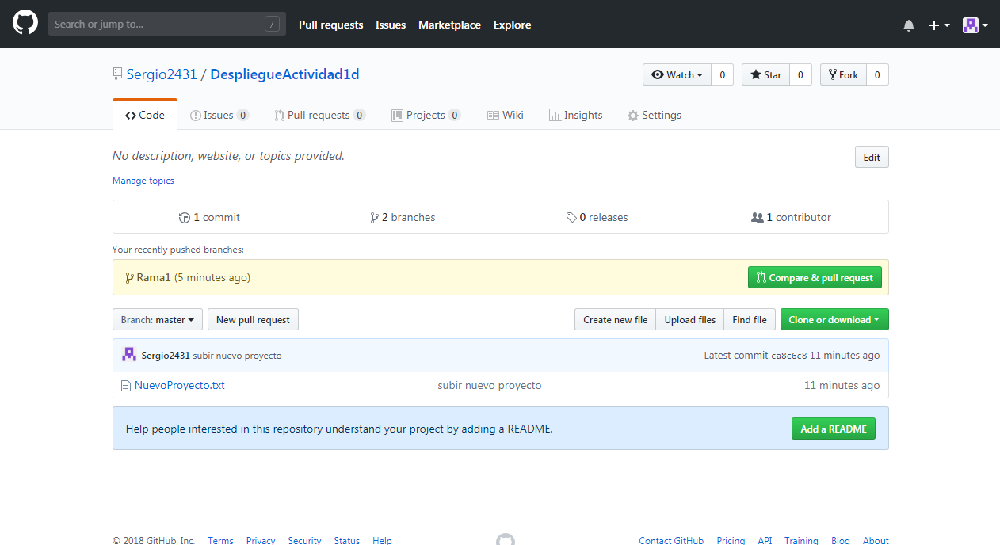 Search or jump to... / Pull requests Issues Marketplace Explore
Sergio2431 / DespliegueActividad1d Watch 0 Star 0 Fork 0
Code Issues 0 Pull requests 0 Projects 0 Wiki Insights Settings
No description, website, or topics provided. Edit
Manage topics
1 commit 2 branches 0 releases 1 contributor
Your recently pushed branches:
Rama1 (5 minutes ago) Compare & pull request
Branch: master New pull request Create new file Upload files Find file Clone or download
Sergio2431 subir nuevo proyecto Latest commit ca8c6c8 11 minutes ago
NuevoProyecto.txt subir nuevo proyecto 11 minutes ago
Help people interested in this repository understand your project by adding a README. Add a README
© 2018 GitHub, Inc. Terms Privacy Security Status Help Contact GitHub Pricing API Training Blog About